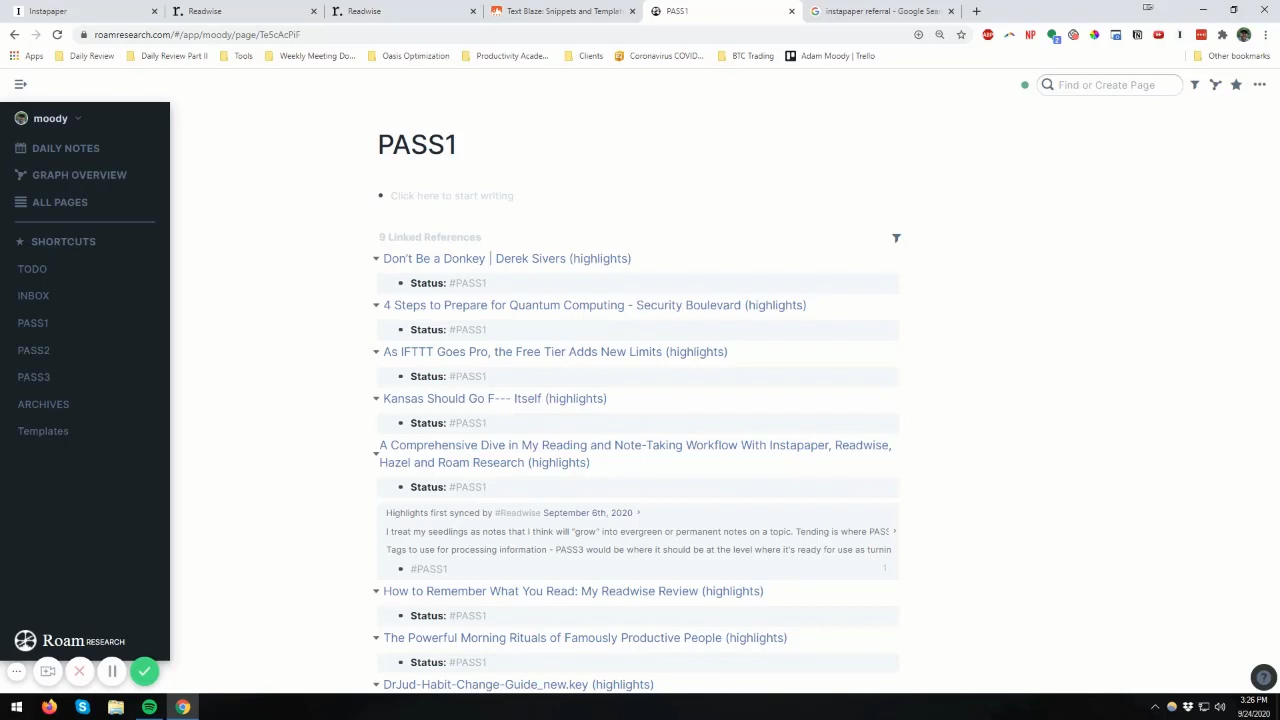 Instapaper
Readwise
Readwise
Text Blaze: Snippets and Templat
PASS1
instapaper referral - Google Sear
roamresearch.com/#/app/moody/page/Te5cAcPiF
Apps
Daily Review
Daily Review Part II
Tools
Weekly Meeting Do...
Oasis Optimization
Productivity Acade...
Clients
Coronavirus COVID...
BTC Trading
Adam Moody | Trello
Other bookmarks
Find or Create Page
moody
DAILY NOTES
GRAPH OVERVIEW
ALL PAGES
SHORTCUTS
TODO
INBOX
PASS1
PASS2
PASS3
ARCHIVES
Templates
Roam RESEARCH
PASS1
Click here to start writing
9 Linked References
Don't Be a Donkey | Derek Sivers (highlights)
Status: #PASS1
4 Steps to Prepare for Quantum Computing - Security Boulevard (highlights)
Status: #PASS1
As IFTTT Goes Pro, the Free Tier Adds New Limits (highlights)
Status: #PASS1
Kansas Should Go F--- Itself (highlights)
Status: #PASS1
A Comprehensive Dive in My Reading and Note-Taking Workflow With Instapaper, Readwise,
Hazel and Roam Research (highlights)
Status: #PASS1
Highlights first synced by #Readwise September 6th, 2020
I treat my seedlings as notes that I think will "grow" into evergreen or permanent notes on a topic. Tending is where PASS
Tags to use for processing information - PASS3 would be where it should be at the level where it's ready for use as turnin
#PASS1 1
How to Remember What You Read: My Readwise Review (highlights)
Status: #PASS1
The Powerful Morning Rituals of Famously Productive People (highlights)
Status: #PASS1
DrJud-Habit-Change-Guide_new.key (highlights)
3:26 PM
9/24/2020